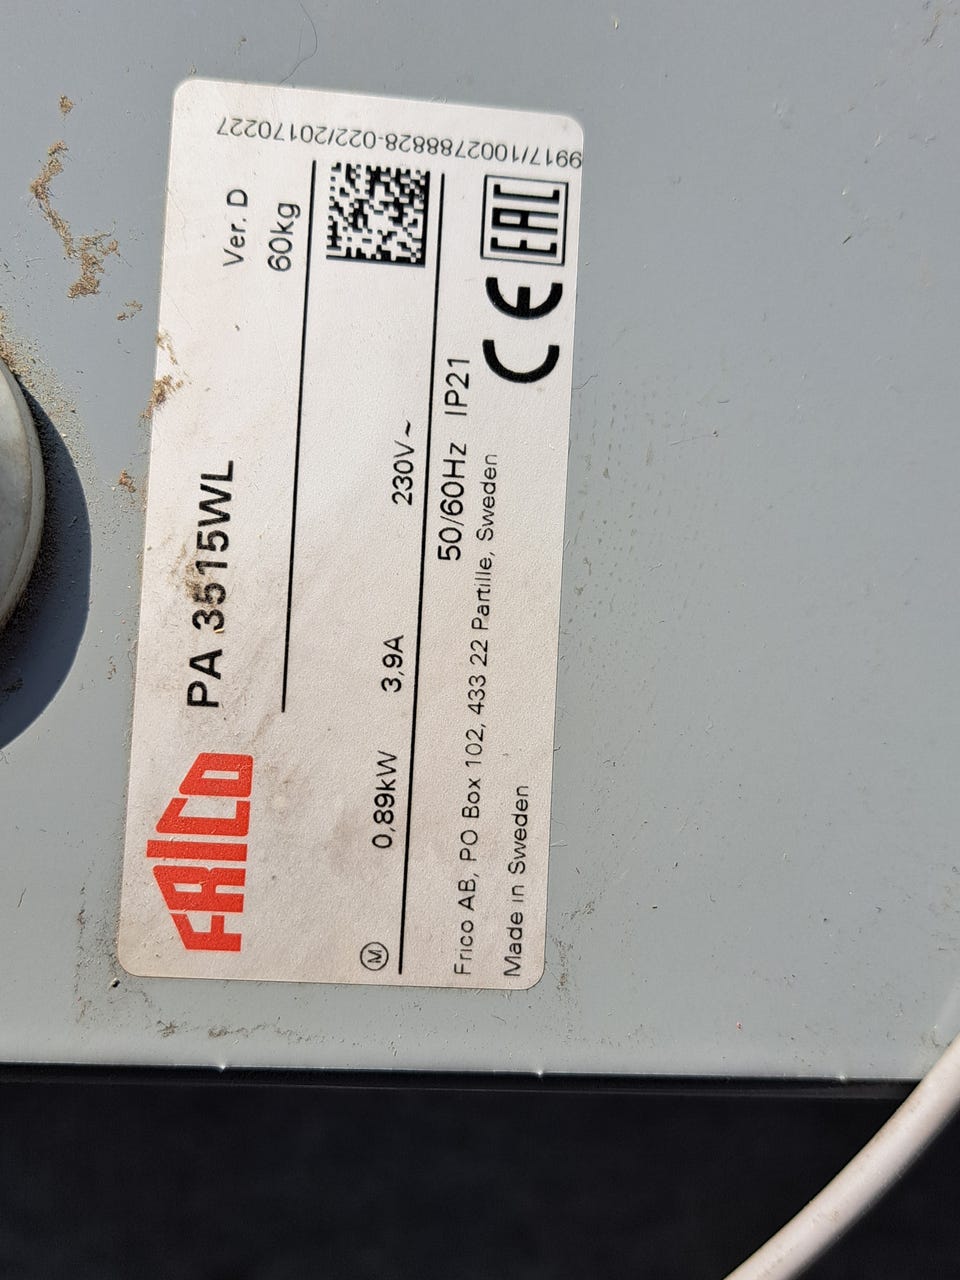 FRICO
PA 3515WL
Ver. D
60kg
M 0,89kW 3,9A 230V~
50/60Hz IP21
Frico AB, PO Box 102, 433 22 Partille, Sweden
Made in Sweden
CE EAC
9917/1002788828-022/20170227